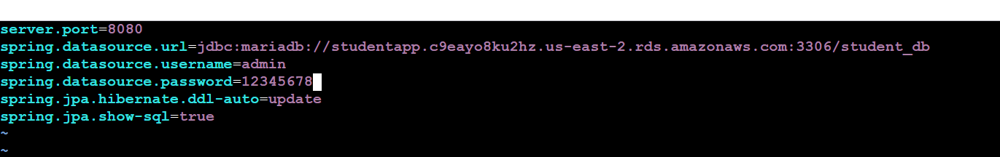 server.port=8080
spring.datasource.url=jdbc:mariadb://studentapp.c9eayo8ku2hz.us-east-2.rds.amazonaws.com:3306/student_db
spring.datasource.username=admin
spring.datasource.password=12345678
spring.jpa.hibernate.ddl-auto=update
spring.jpa.show-sql=true
~
~